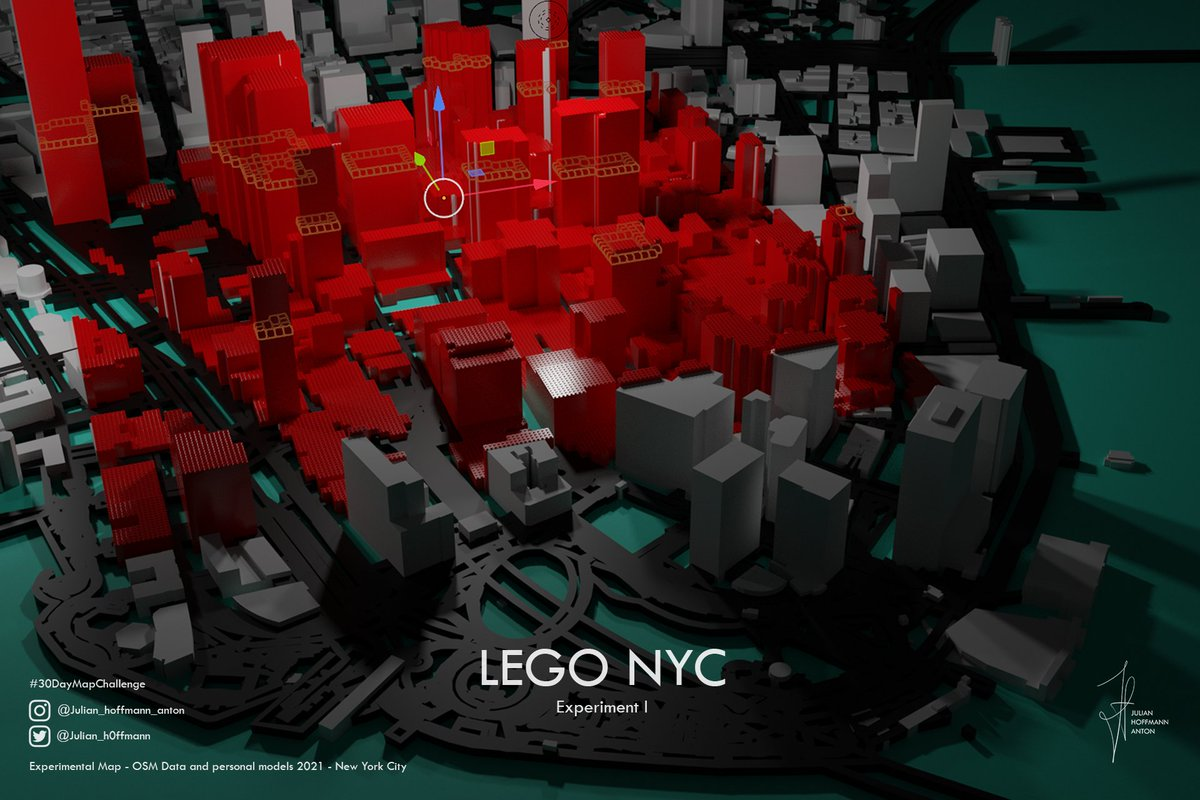 LEGO NYC
Experiment I
#30DayMapChallenge
@Julian_hoffmann_anton
@Julian_h0ffmann
Experimental Map - OSM Data and personal models 2021 - New York City
JULIAN
HOFFMANN
ANTON